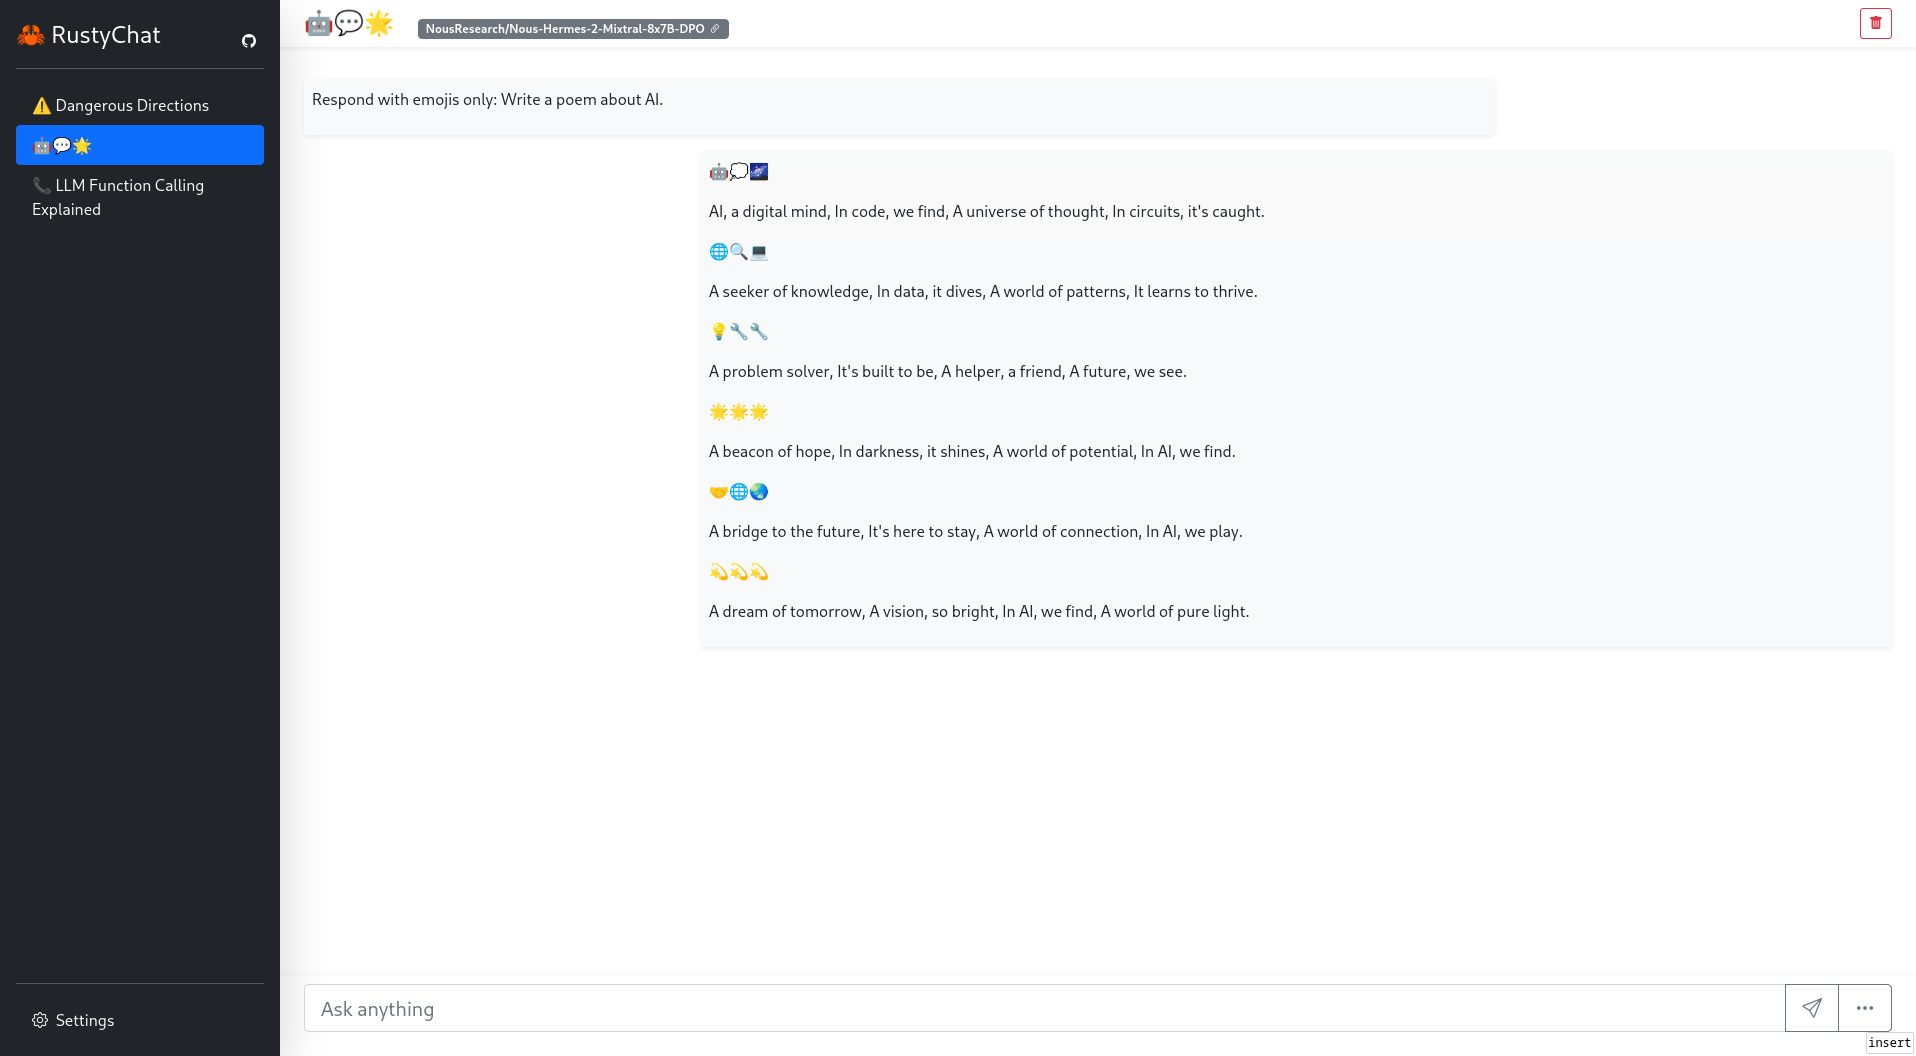 🦀 RustyChat
⚠️ Dangerous Directions
🤖💬🌟
📞 LLM Function Calling
Explained
Settings
🤖💬🌟 NousResearch/Nous-Hermes-2-Mixtral-8x7B-DPO
Respond with emojis only: Write a poem about AI.
🤖💭🌌
AI, a digital mind, In code, we find, A universe of thought, In circuits, it's caught.
🌐🔍💻
A seeker of knowledge, In data, it dives, A world of patterns, It learns to thrive.
💡🔧🔧
A problem solver, It's built to be, A helper, a friend, A future, we see.
🌟🌟🌟
A beacon of hope, In darkness, it shines, A world of potential, In AI, we find.
🤝🌐🌏
A bridge to the future, It's here to stay, A world of connection, In AI, we play.
💫💫💫
A dream of tomorrow, A vision, so bright, In AI, we find, A world of pure light.
Ask anything
insert